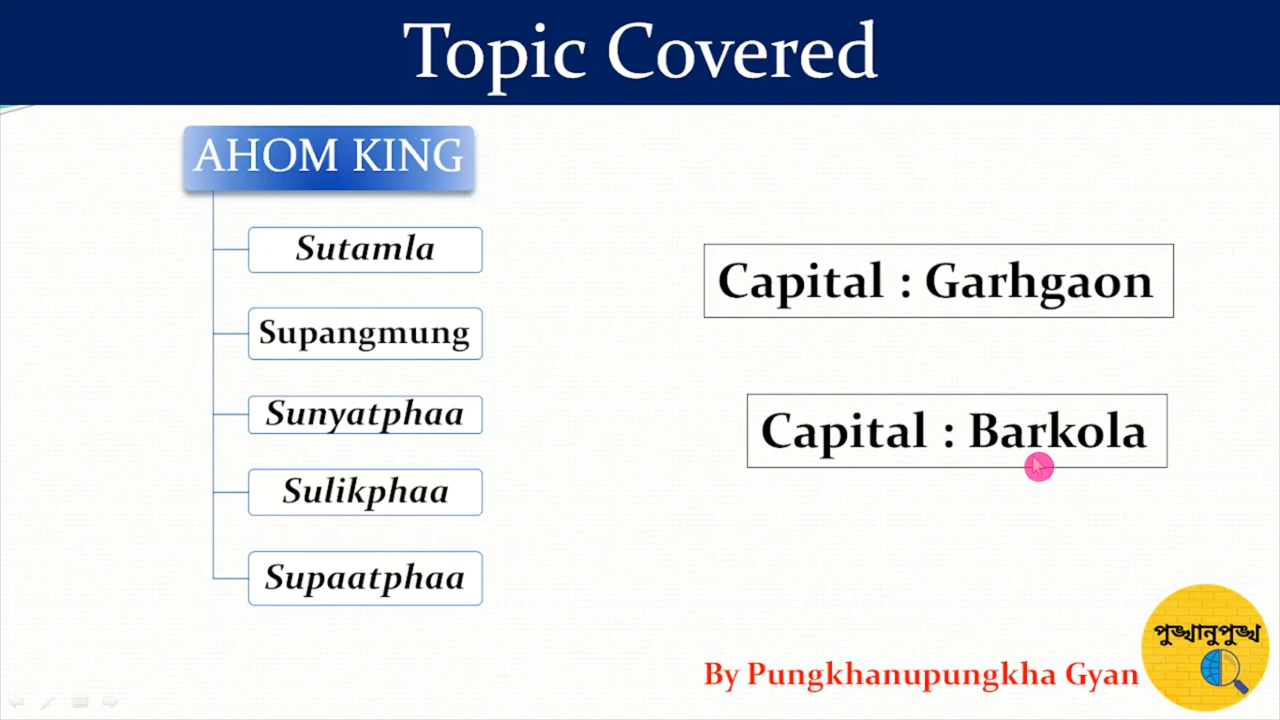 Topic Covered
AHOM KING
Sutamla
Supangmung
Sunyatphaa
Sulikphaa
Supaatphaa
Capital : Garhgaon
Capital : Barkola
By Pungkhanupungkha Gyan
পুঙ্খানুপুঙ্খ